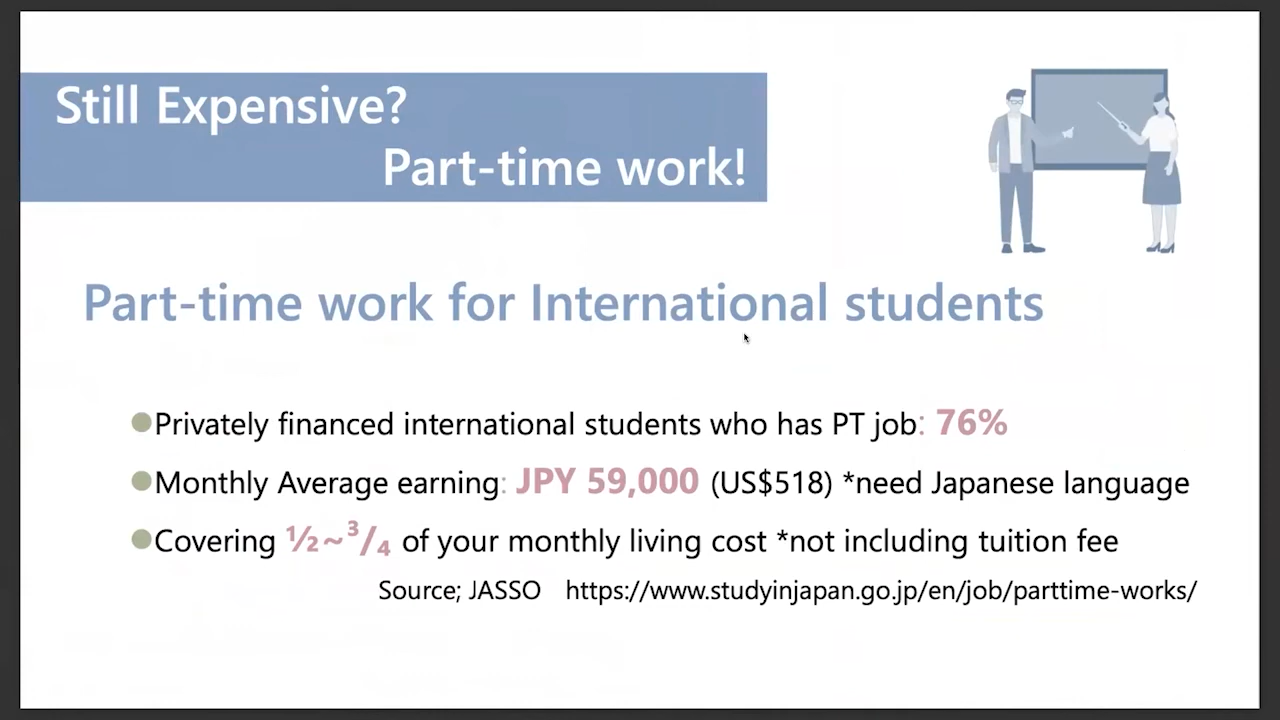 Still Expensive?
Part-time work!
Part-time work for International students
●Privately financed international students who has PT job: 76%
●Monthly Average earning: JPY 59,000 (US$518) *need Japanese language
●Covering ½~³/₄ of your monthly living cost *not including tuition fee
Source; JASSO https://www.studyinjapan.go.jp/en/job/parttime-works/